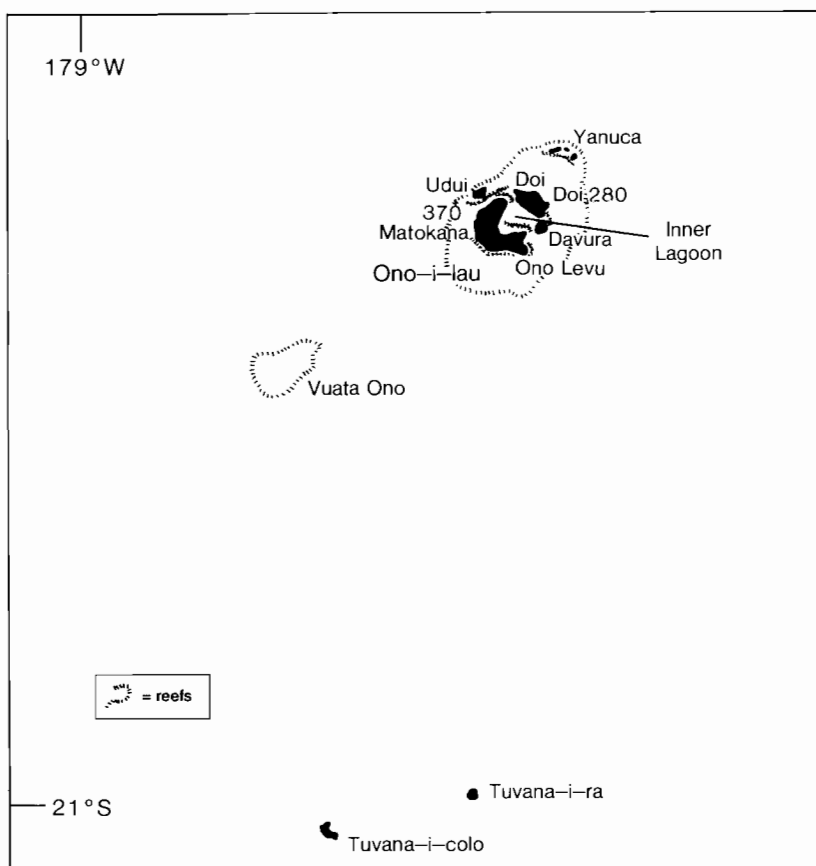 179°W
Yanuca
Udui
Doi
Doi 280
370
Matokana
Davura
Inner
Lagoon
Ono-i-lau
Ono Levu
Vuata Ono
= reefs
21°S
Tuvana-i-ra
Tuvana-i-colo